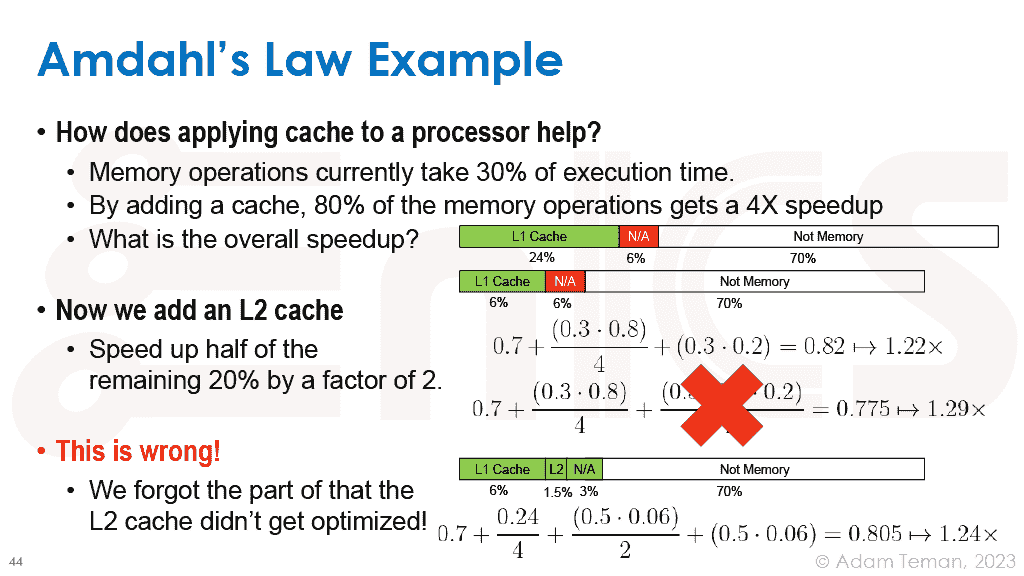 Amdahl's Law Example
• How does applying cache to a processor help?
• Memory operations currently take 30% of execution time.
• By adding a cache, 80% of the memory operations gets a 4X speedup
• What is the overall speedup?
L1 Cache N/A Not Memory
24% 6% 70%
L1 Cache N/A Not Memory
6% 6% 70%
• Now we add an L2 cache
• Speed up half of the
remaining 20% by a factor of 2.
0.7 + (0.3 · 0.8)/4 + (0.3 · 0.2) = 0.82 ↦ 1.22×
0.7 + (0.3 · 0.8)/4 + (0. · 0.2) = 0.775 ↦ 1.29×
• This is wrong!
• We forgot the part of that the
L2 cache didn't get optimized!
L1 Cache L2 N/A Not Memory
6% 1.5% 3% 70%
0.7 + 0.24/4 + (0.5 · 0.06)/2 + (0.5 · 0.06) = 0.805 ↦ 1.24×
44
© Adam Teman, 2023